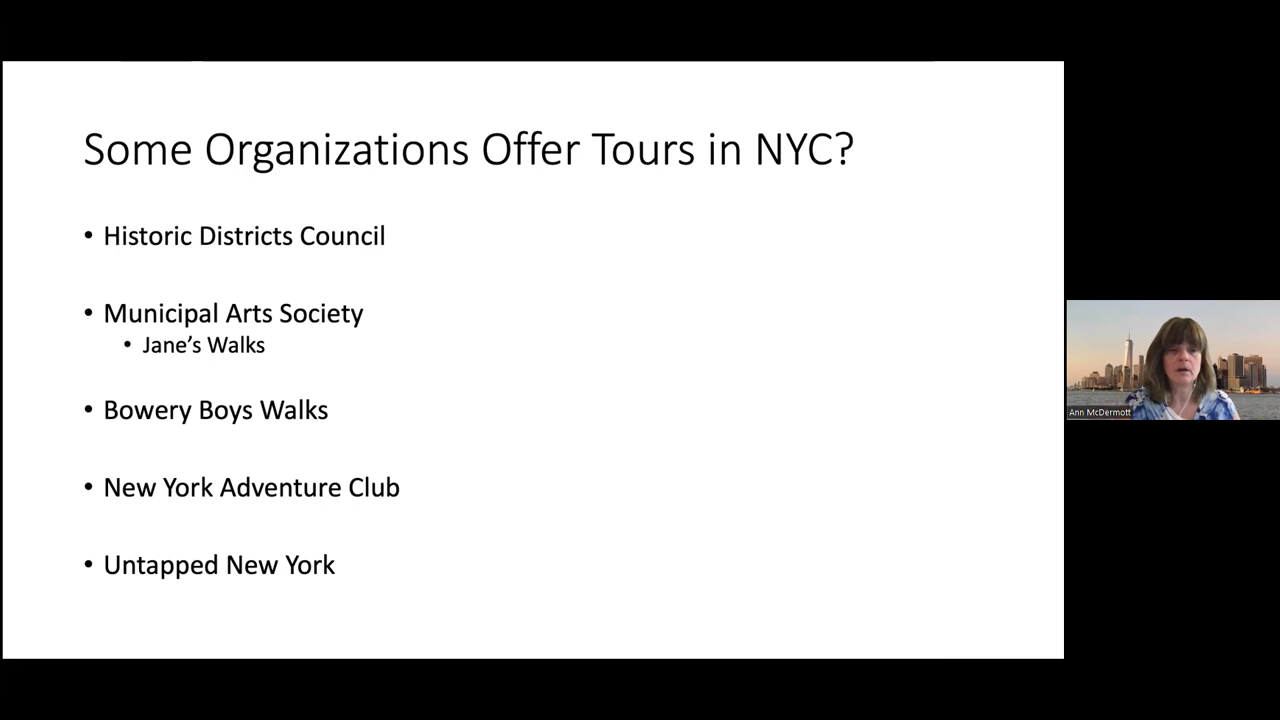 Some Organizations Offer Tours in NYC?
• Historic Districts Council
• Municipal Arts Society
• Jane’s Walks
• Bowery Boys Walks
• New York Adventure Club
• Untapped New York
Ann McDermott